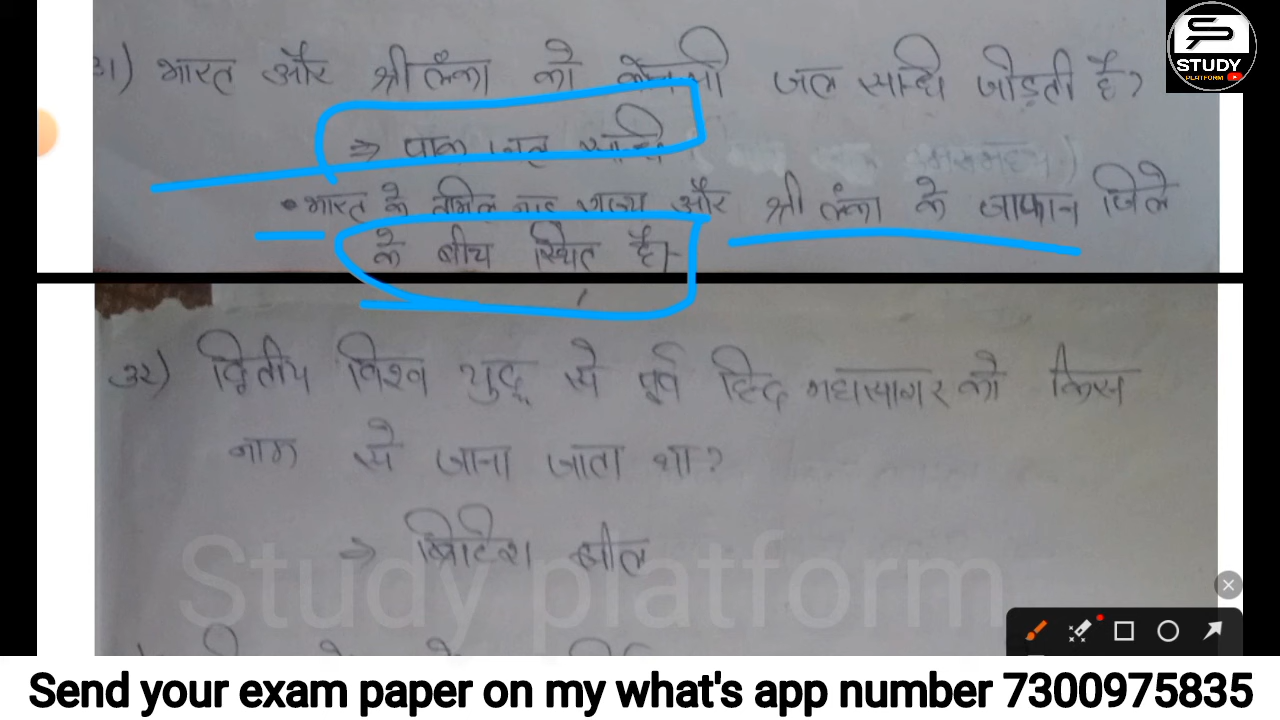 STUDY
PLATFORM
31) भारत और श्री लंका को कौनसी जल सन्धि जोड़ती है?
⇒ पाक जल सन्धि
• भारत के तमिल नाडु राज्य और श्री लंका के जाफना जिले
के बीच स्थित है।
32) द्वितीय विश्व युद्ध से पूर्व हिन्द महासागर को किस
नाम से जाना जाता था?
⇒ ब्रिटिश झील
Study platform
Send your exam paper on my what's app number 7300975835